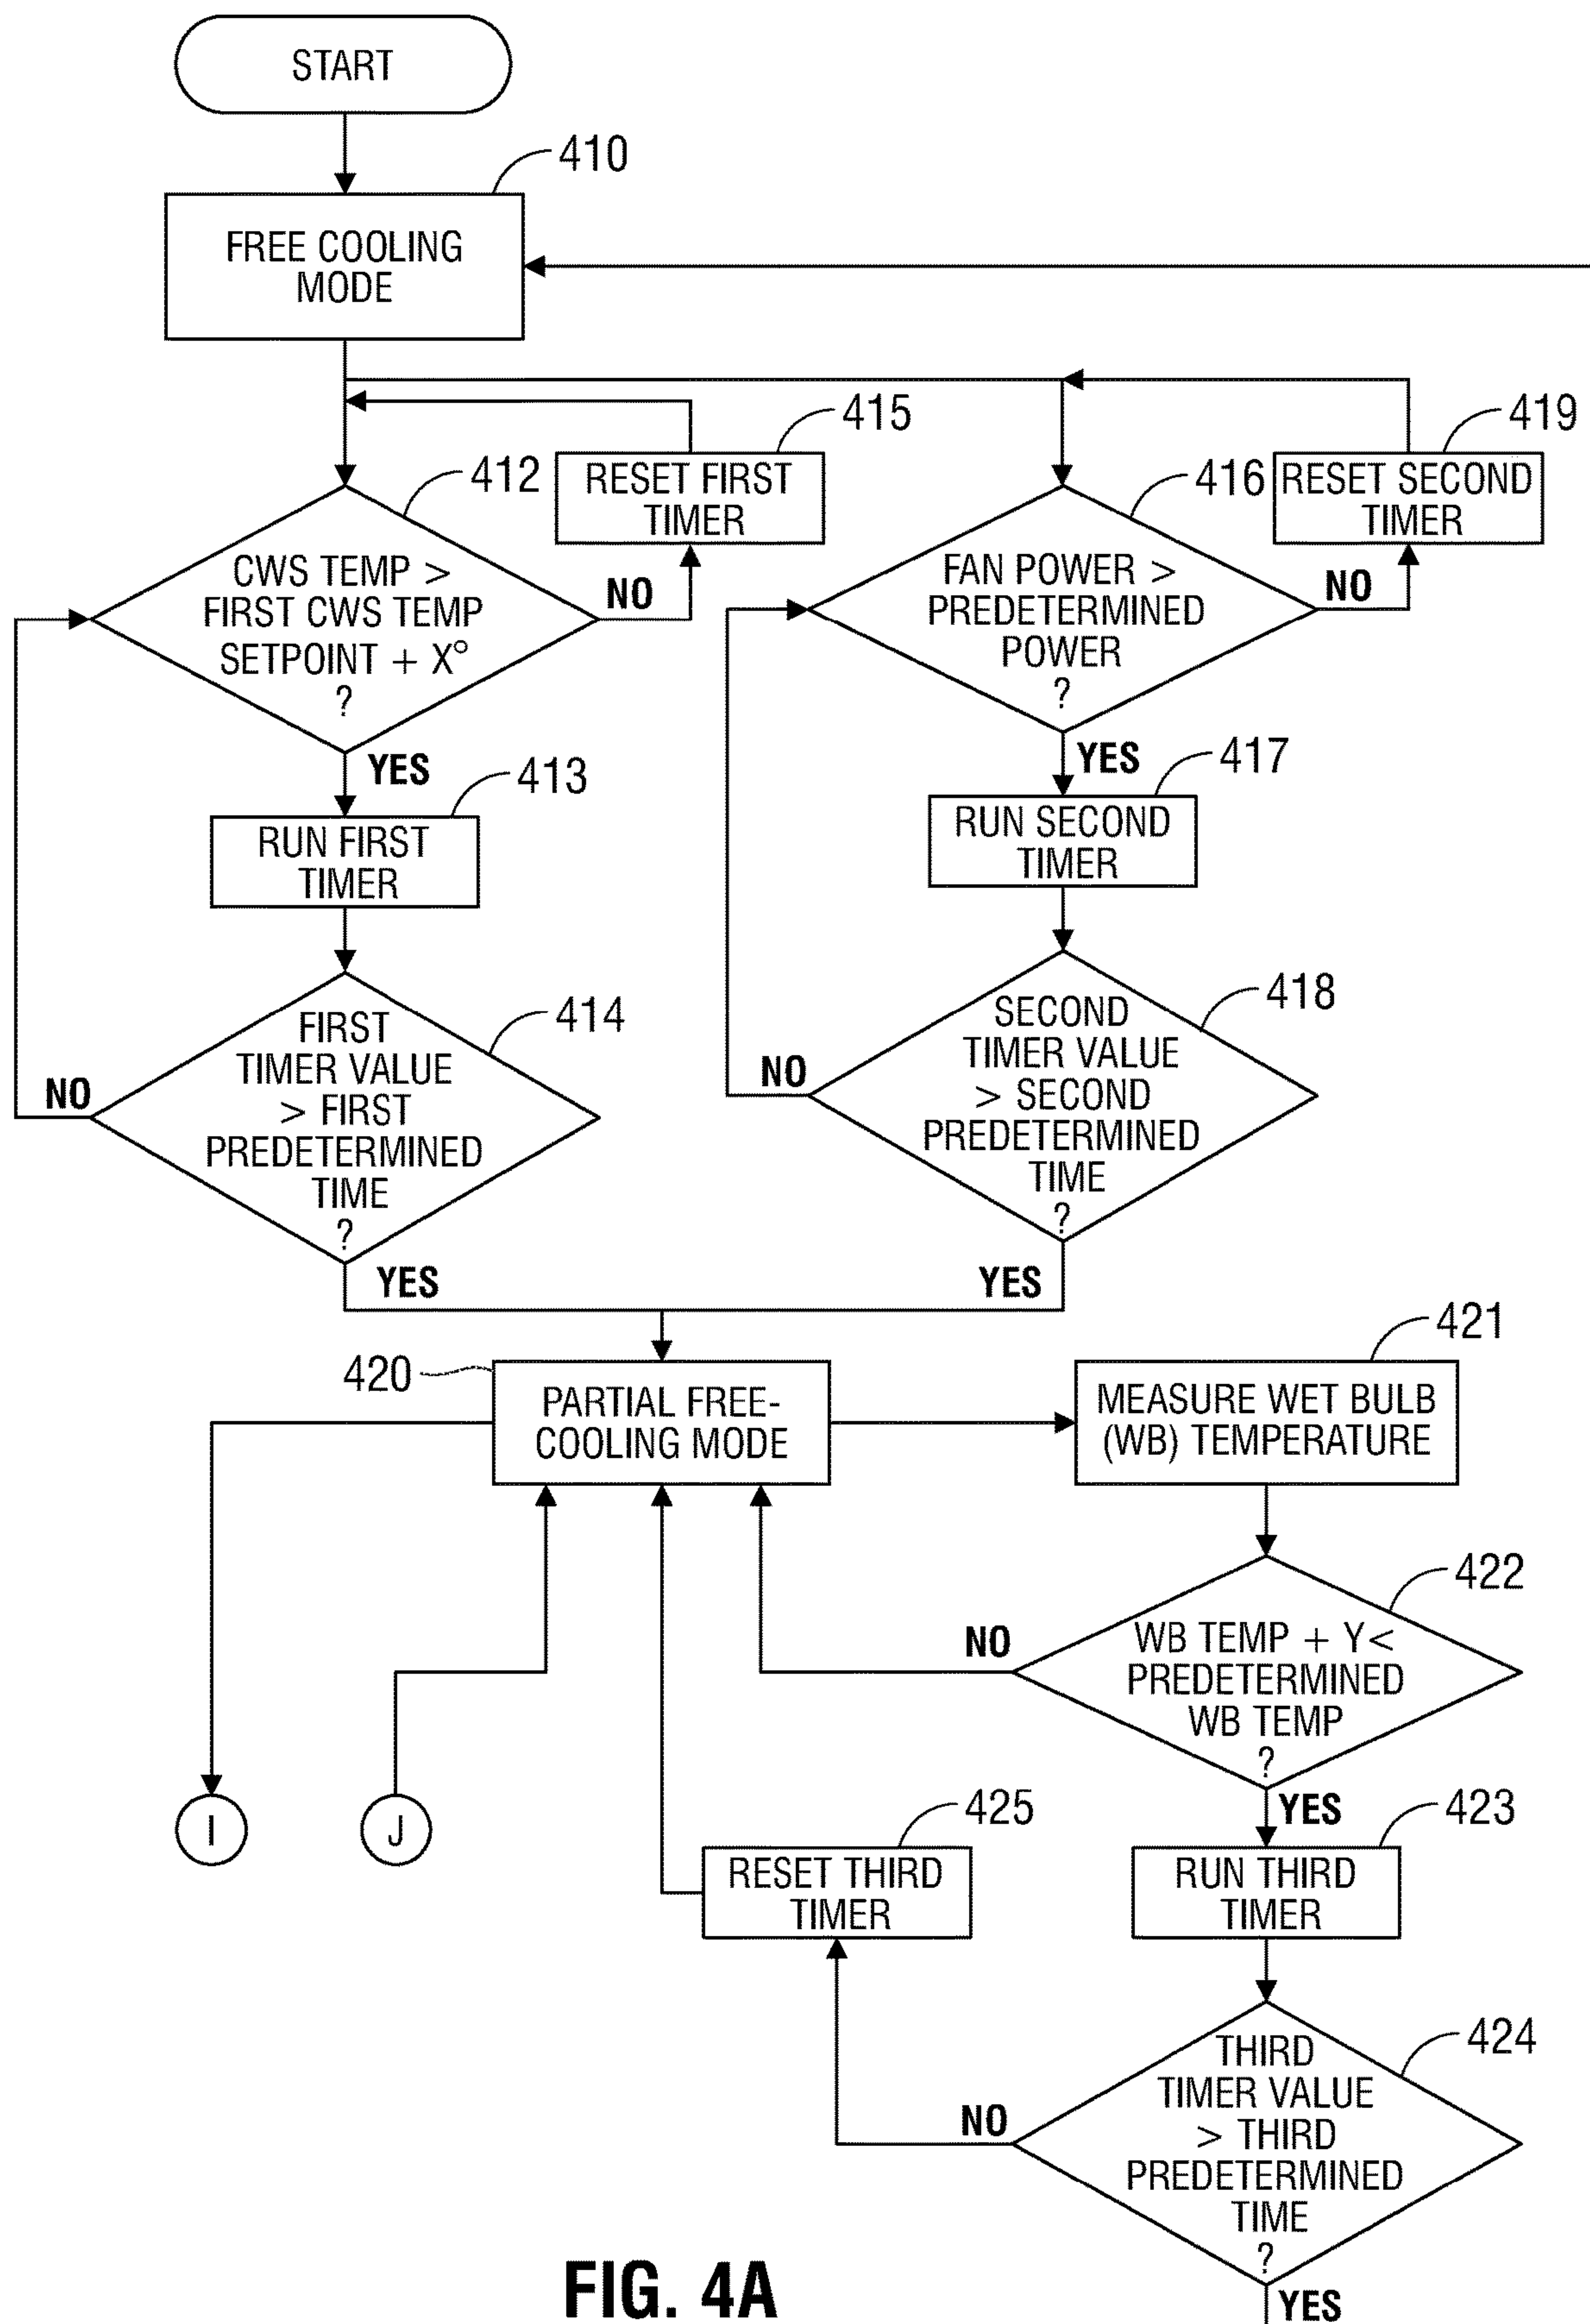 START
410
FREE COOLING
MODE
415
419
412
RESET FIRST
TIMER
416
RESET SECOND
TIMER
CWS TEMP >
FIRST CWS TEMP
SETPOINT + X°
?
NO
FAN POWER >
PREDETERMINED
POWER
?
NO
YES
413
YES
417
RUN FIRST
TIMER
RUN SECOND
TIMER
414
418
FIRST
TIMER VALUE
> FIRST
PREDETERMINED
TIME
?
NO
SECOND
TIMER VALUE
> SECOND
PREDETERMINED
TIME
?
NO
YES
YES
420
421
PARTIAL FREE-
COOLING MODE
MEASURE WET BULB
(WB) TEMPERATURE
422
NO
WB TEMP + Y<
PREDETERMINED
WB TEMP
?
I
J
425
YES
423
RESET THIRD
TIMER
RUN THIRD
TIMER
424
NO
THIRD
TIMER VALUE
> THIRD
PREDETERMINED
TIME
?
YES
FIG. 4A